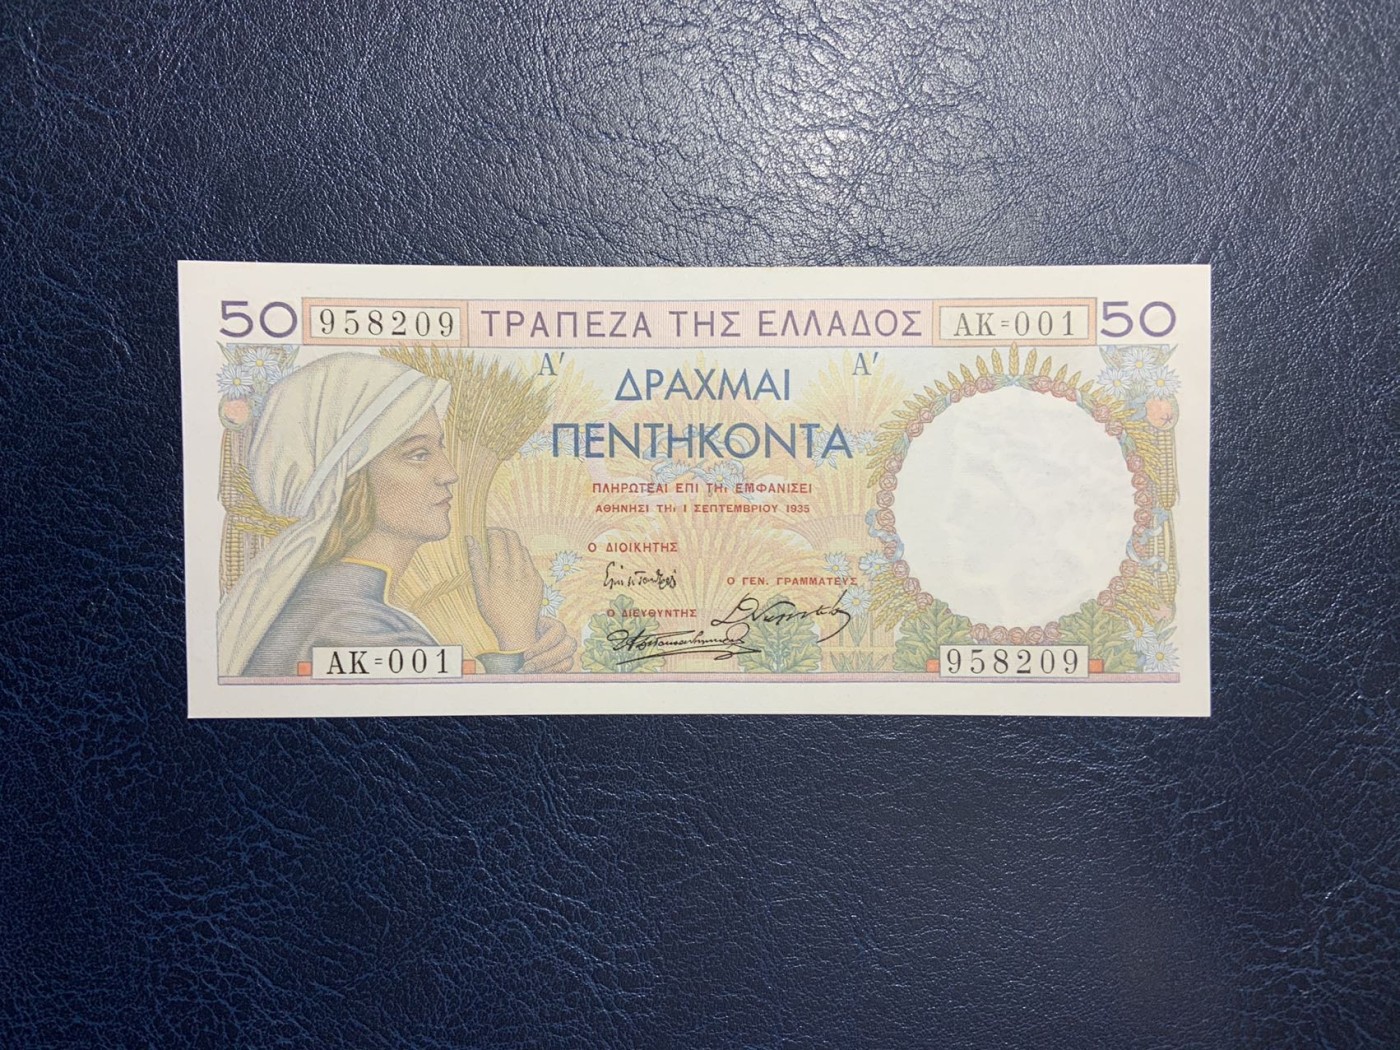 50 958209 ΤΡΑΠΕΖΑ ΤΗΣ ΕΛΛΑΔΟΣ ΑΚ=001 50
Α′ Α′
ΔΡΑΧΜΑΙ
ΠΕΝΤΗΚΟΝΤΑ
ΠΛΗΡΩΤΕΑΙ ΕΠΙ ΤΗι ΕΜΦΑΝΙΣΕΙ
ΑΘΗΝΗΣΙ ΤΗι 1 ΣΕΠΤΕΜΒΡΙΟΥ 1935
Ο ΔΙΟΙΚΗΤΗΣ
Ο ΓΕΝ. ΓΡΑΜΜΑΤΕΥΣ
Ο ΔΙΕΥΘΥΝΤΗΣ
ΑΚ=001 958209